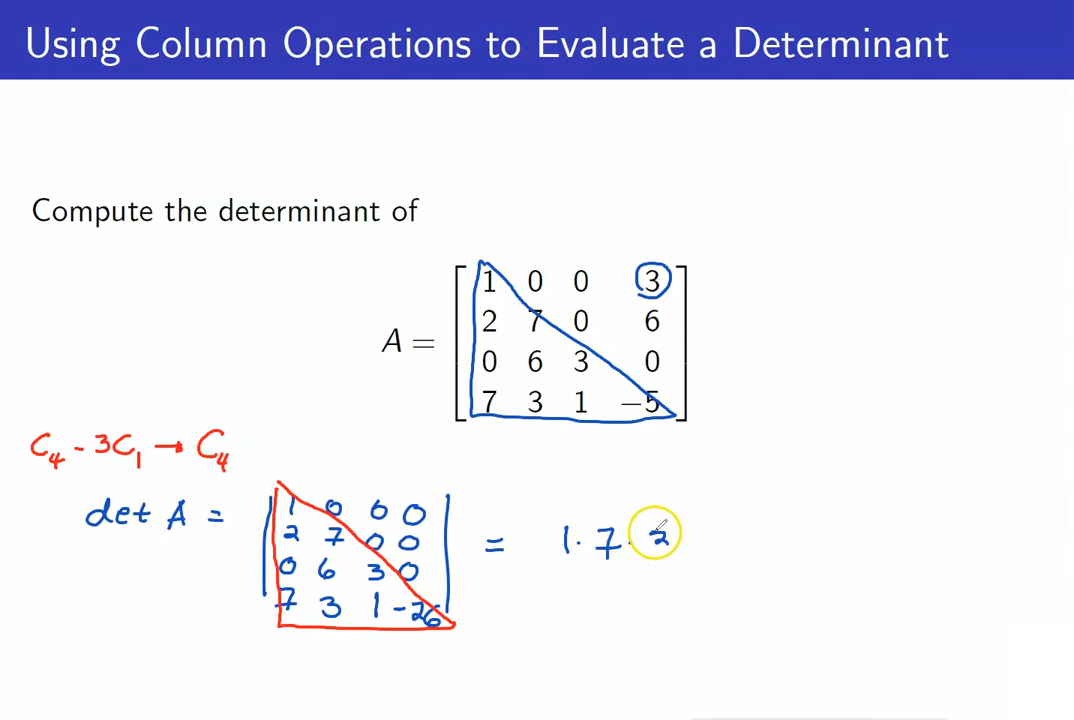 Using Column Operations to Evaluate a Determinant
Compute the determinant of
1 0 0 3
2 7 0 6
A =
0 6 3 0
7 3 1 −5
C₄ - 3C₁ → C₄
det A = | 1 0 0 0 | = 1 · 7 · 3
2 7 0 0
0 6 3 0
7 3 1 -26